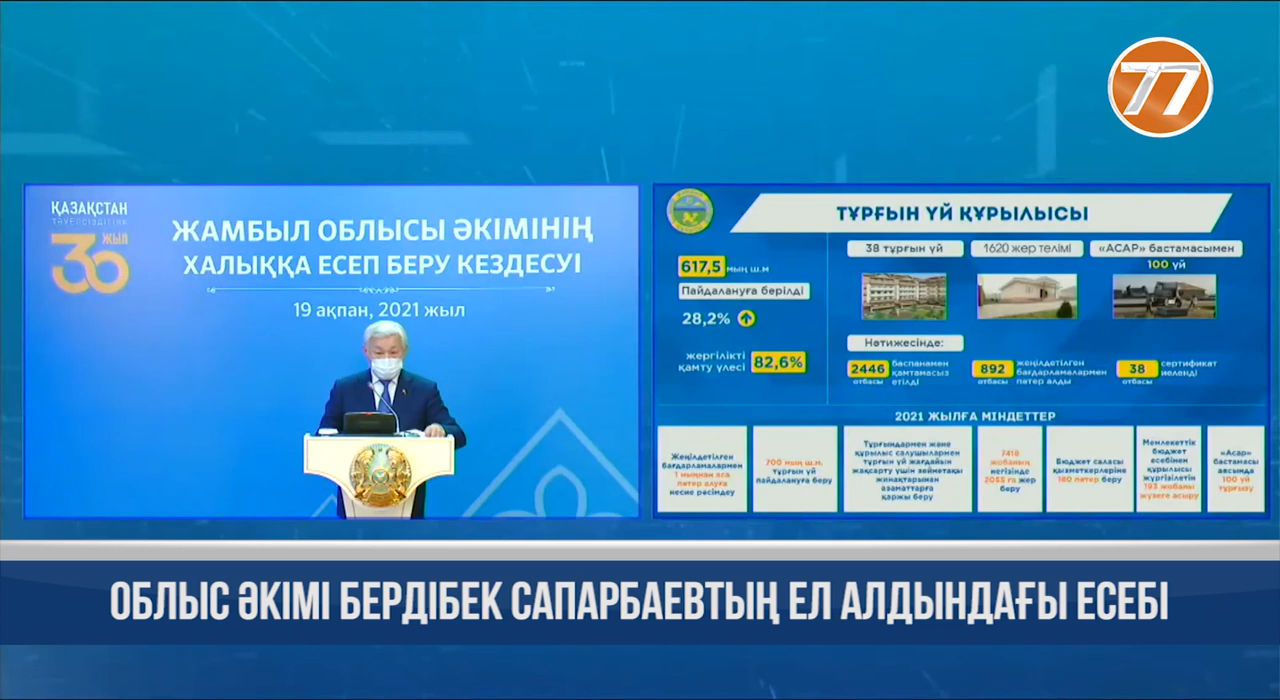 77
ҚАЗАҚСТАН
ТӘУЕЛСІЗДІГІНЕ
30 ЖЫЛ
ЖАМБЫЛ ОБЛЫСЫ ӘКІМІНІҢ
ХАЛЫҚҚА ЕСЕП БЕРУ КЕЗДЕСУІ
19 ақпан, 2021 жыл
ТҰРҒЫН ҮЙ ҚҰРЫЛЫСЫ
617,5 мың ш.м
Пайдалануға берілді
28,2%
жергілікті
қамту үлесі 82,6%
38 тұрғын үй
1620 жер телімі
«АСАР» бастамасымен
100 үй
Нәтижесінде:
2446
отбасы
баспанамен
қамтамасыз
етілді
892
отбасы
жеңілдетілген
бағдарламалармен
пәтер алды
38
отбасы
сертификат
иеленді
2021 ЖЫЛҒА МІНДЕТТЕР
Жеңілдетілген
бағдарламалармен
1 мыңнан аса
пәтер алуға
несие рәсімдеу
700 мың ш.м.
тұрғын үй
пайдалануға беру
Тұрғындармен және
құрылыс салушылармен
тұрғын үй жағдайын
жақсарту үшін зейнетақы
жинақтарынан
азаматтарға
қаржы беру
7418
жобаның
негізінде
2055 га жер
беру
Бюджет саласы
қызметкерлеріне
180 пәтер беру
Мемлекеттік
бюджет
есебінен
құрылысы
жүргізілетін
193 жобаны
жүзеге асыру
«Асар»
бастамасы
аясында
100 үй
тұрғызу
ОБЛЫС ӘКІМІ БЕРДІБЕК САПАРБАЕВТЫҢ ЕЛ АЛДЫНДАҒЫ ЕСЕБІ